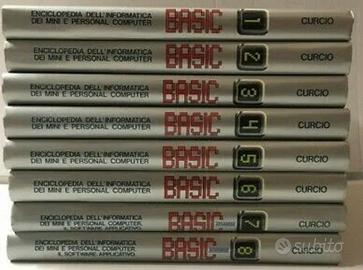 ENCICLOPEDIA DELL'INFORMATICA
DEI MINI E PERSONAL COMPUTER
BASIC 1 CURCIO
ENCICLOPEDIA DELL'INFORMATICA
DEI MINI E PERSONAL COMPUTER
BASIC 2 CURCIO
ENCICLOPEDIA DELL'INFORMATICA
DEI MINI E PERSONAL COMPUTER
BASIC 3 CURCIO
ENCICLOPEDIA DELL'INFORMATICA
DEI MINI E PERSONAL COMPUTER
BASIC 4 CURCIO
ENCICLOPEDIA DELL'INFORMATICA
DEI MINI E PERSONAL COMPUTER
BASIC 5 CURCIO
ENCICLOPEDIA DELL'INFORMATICA
DEI MINI E PERSONAL COMPUTER
BASIC 6 CURCIO
ENCICLOPEDIA DELL'INFORMATICA
DEI MINI E PERSONAL COMPUTER
IL SOFTWARE APPLICATIVO
BASIC 7 CURCIO
ENCICLOPEDIA DELL'INFORMATICA
DEI MINI E PERSONAL COMPUTER
IL SOFTWARE APPLICATIVO
BASIC 8 CURCIO
subito